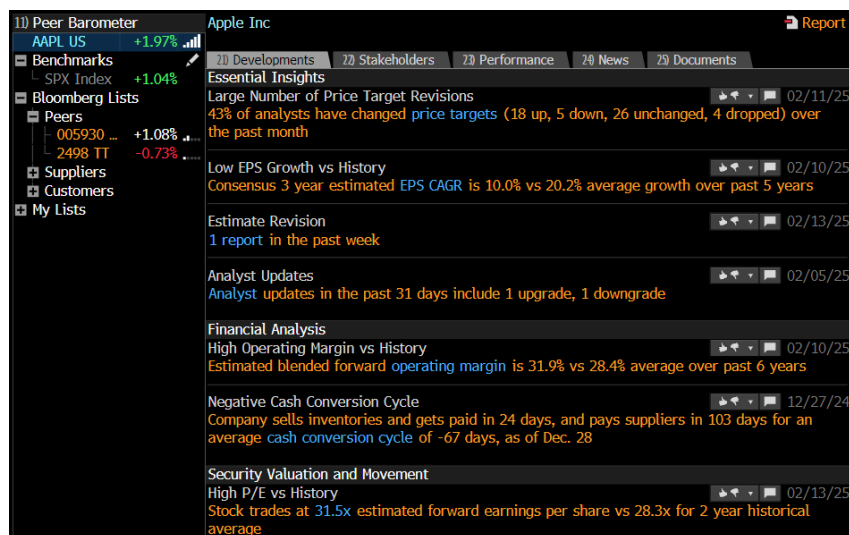 11) Peer Barometer
AAPL US +1.97%
Benchmarks
SPX Index +1.04%
Bloomberg Lists
Peers
005930 ... +1.08%
2498 TT -0.73%
Suppliers
Customers
My Lists
Apple Inc
Report
21) Developments 22) Stakeholders 23) Performance 24) News 25) Documents
Essential Insights
Large Number of Price Target Revisions 02/11/25
43% of analysts have changed price targets (18 up, 5 down, 26 unchanged, 4 dropped) over
the past month
Low EPS Growth vs History 02/10/25
Consensus 3 year estimated EPS CAGR is 10.0% vs 20.2% average growth over past 5 years
Estimate Revision 02/13/25
1 report in the past week
Analyst Updates 02/05/25
Analyst updates in the past 31 days include 1 upgrade, 1 downgrade
Financial Analysis
High Operating Margin vs History 02/10/25
Estimated blended forward operating margin is 31.9% vs 28.4% average over past 6 years
Negative Cash Conversion Cycle 12/27/24
Company sells inventories and gets paid in 24 days, and pays suppliers in 103 days for an
average cash conversion cycle of -67 days, as of Dec. 28
Security Valuation and Movement
High P/E vs History 02/13/25
Stock trades at 31.5x estimated forward earnings per share vs 28.3x for 2 year historical
average